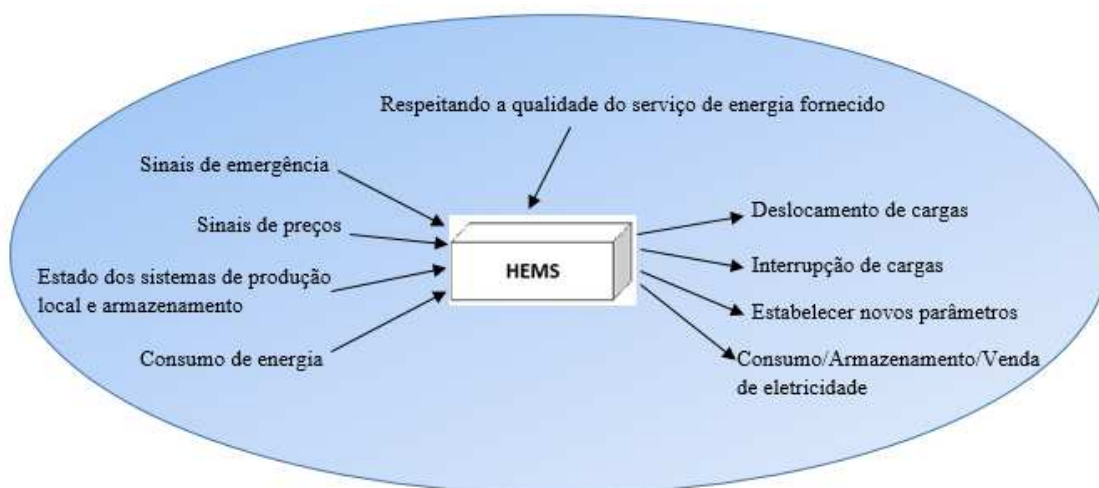 Respeitando a qualidade do serviço de energia fornecido
Sinais de emergência
Sinais de preços
Estado dos sistemas de produção
local e armazenamento
Consumo de energia
HEMS
Deslocamento de cargas
Interrupção de cargas
Estabelecer novos parâmetros
Consumo/Armazenamento/Venda
de eletricidade